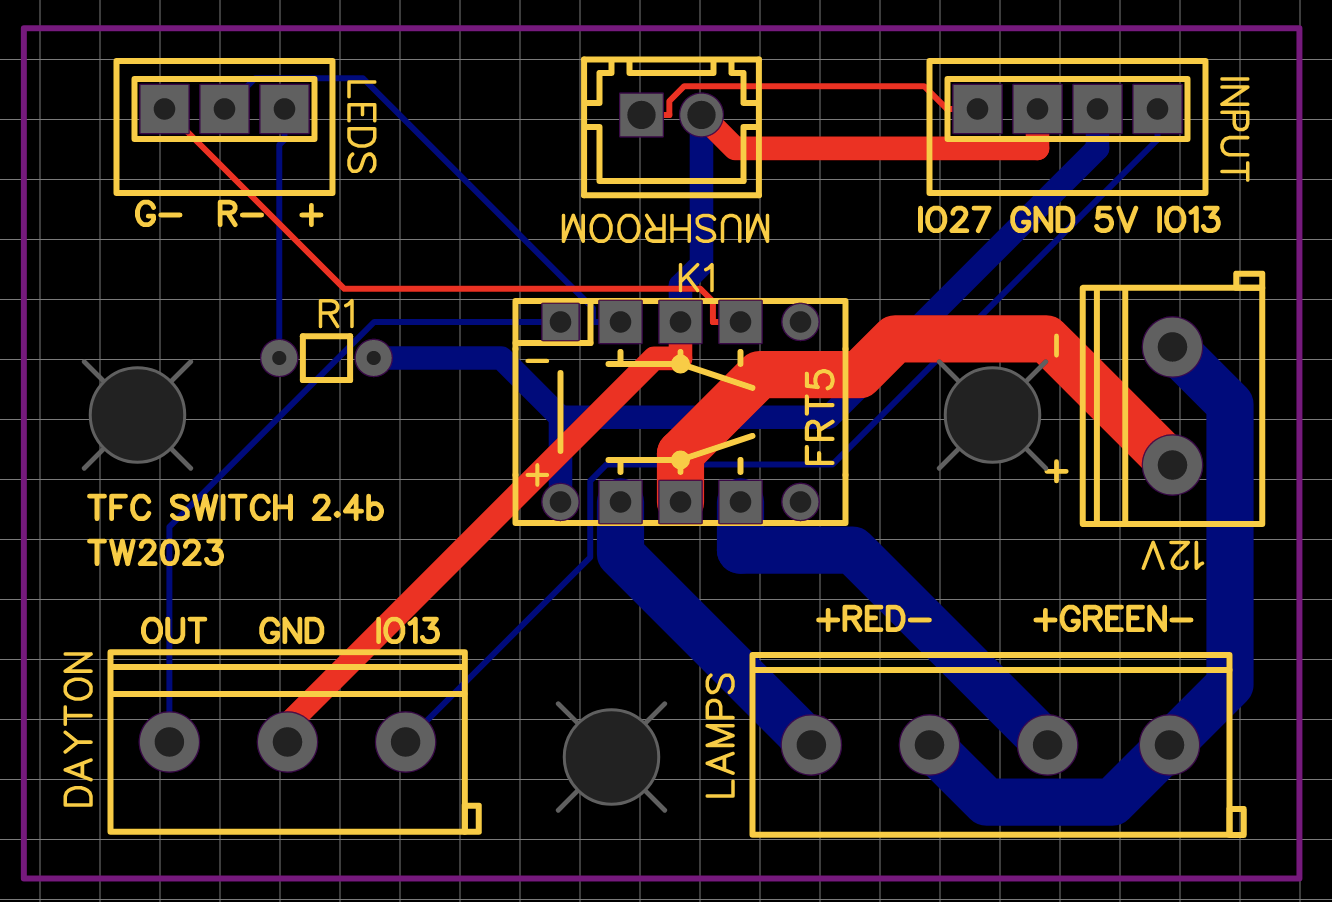 LEDS
INPUT
G- R- +
MUSHROOM
IO27 GND 5V IO13
K1
R1
-
+
FRT5
-
+
12V
TFC SWITCH 2.4b
TW2023
OUT GND IO13
+RED- +GREEN-
DAYTON
LAMPS